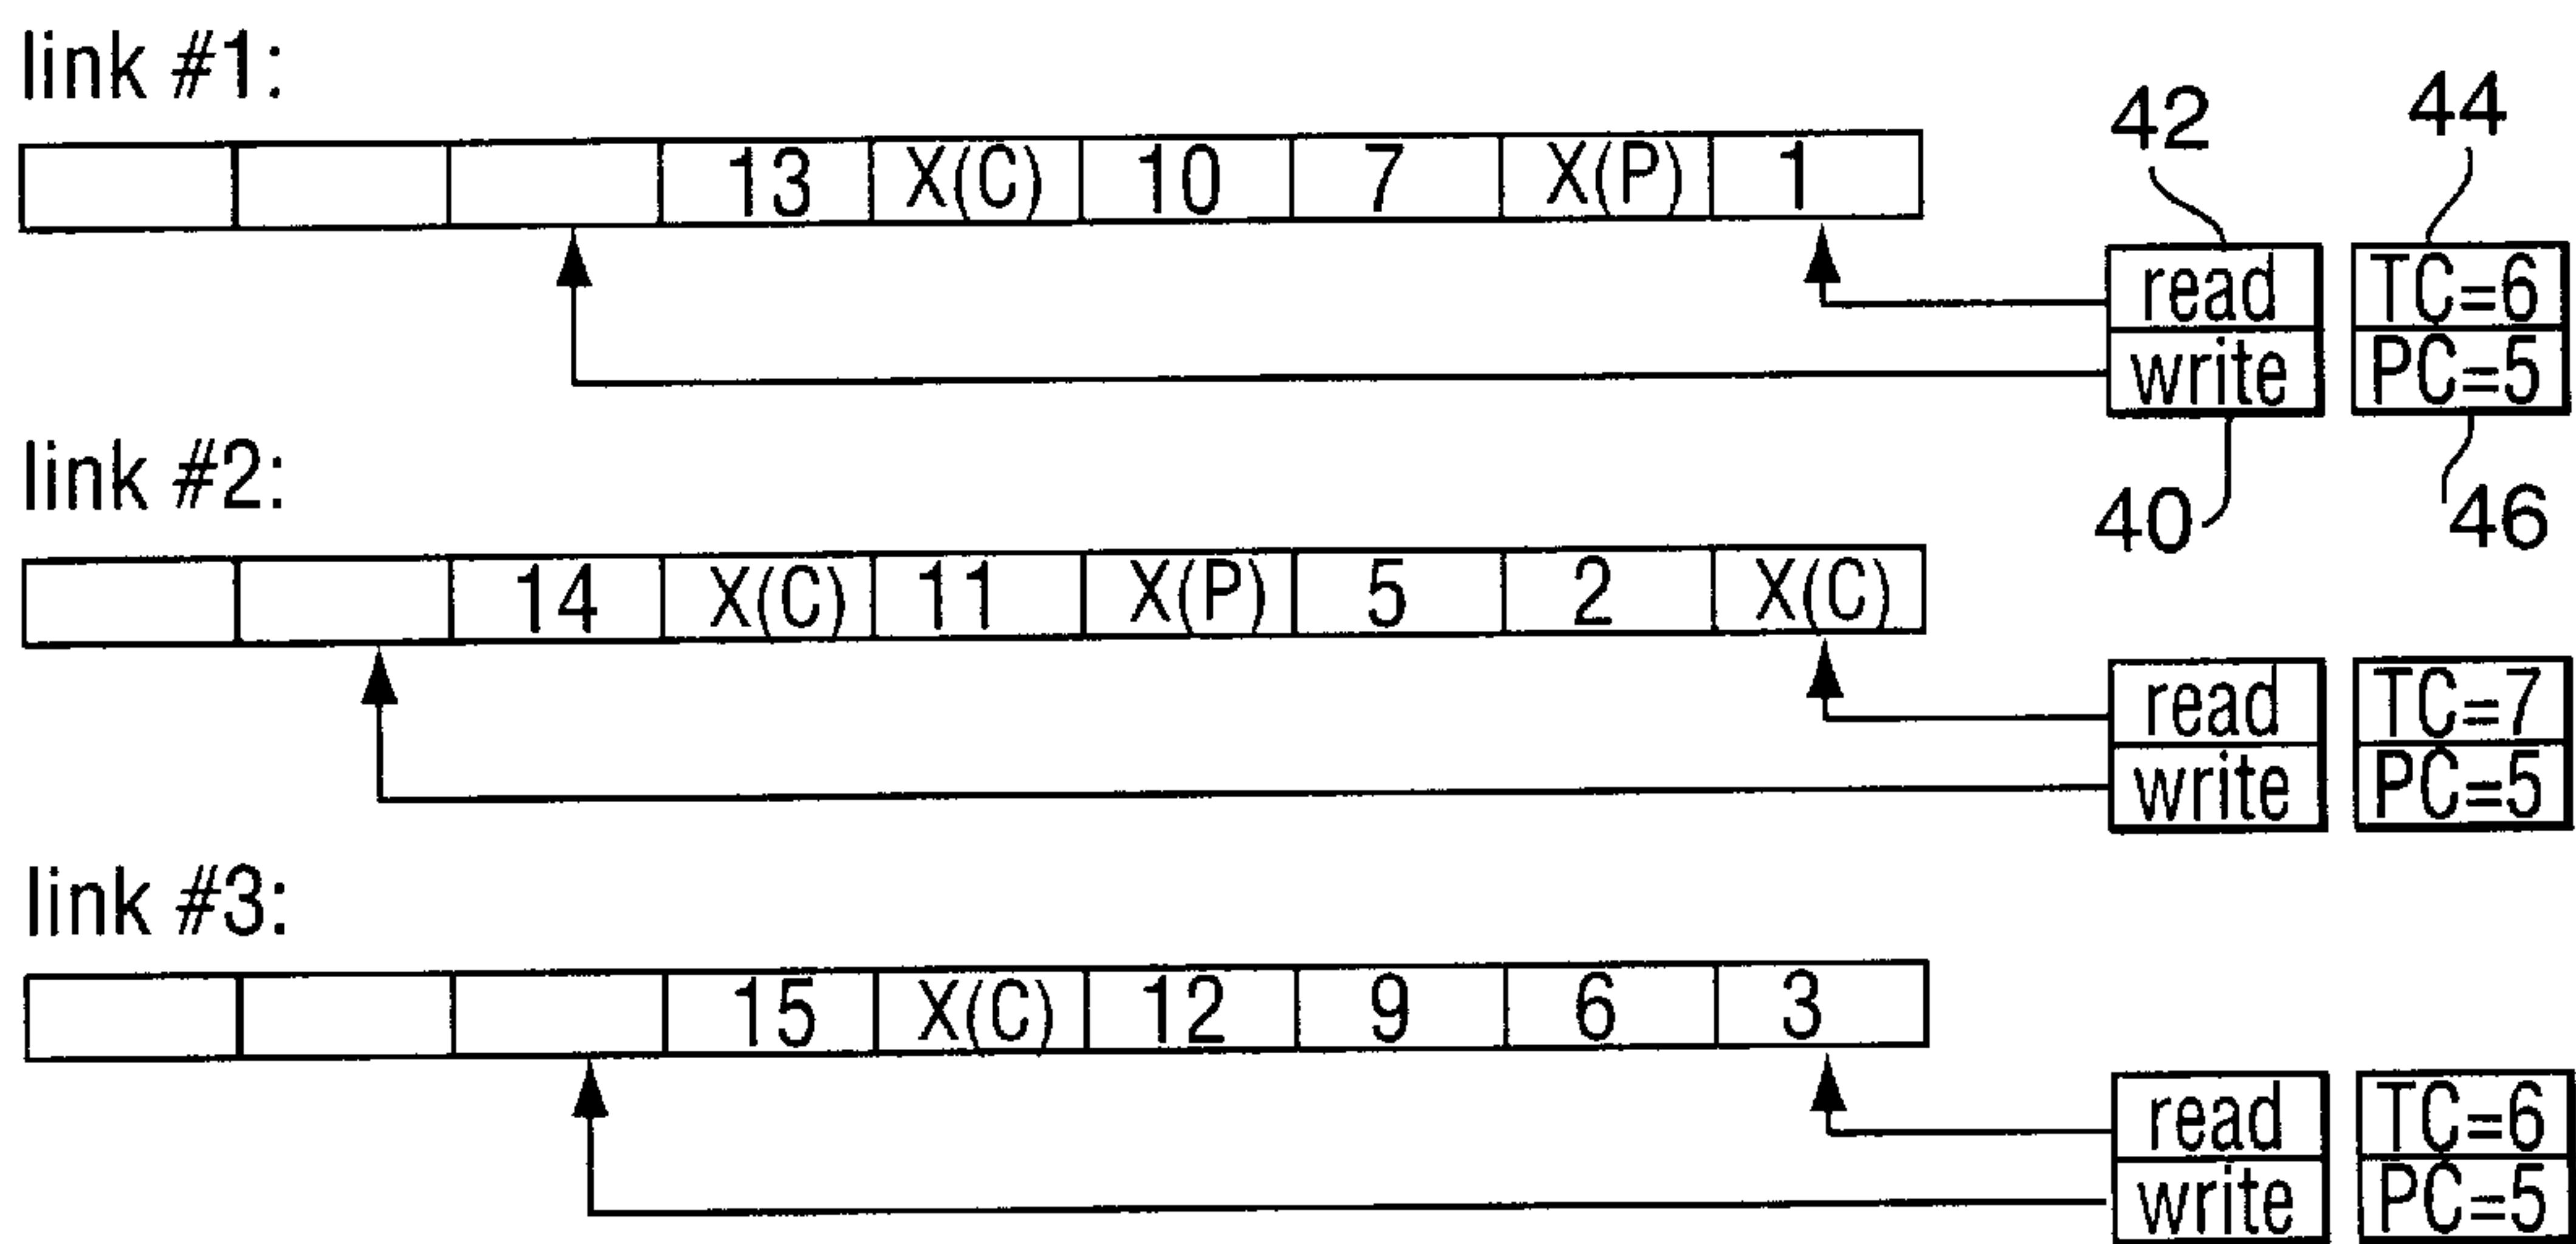 link #1:
42 44
13 X(C) 10 7 X(P) 1
read TC=6
write PC=5
link #2:
40 46
14 X(C) 11 X(P) 5 2 X(C)
read TC=7
write PC=5
link #3:
15 X(C) 12 9 6 3
read TC=6
write PC=5